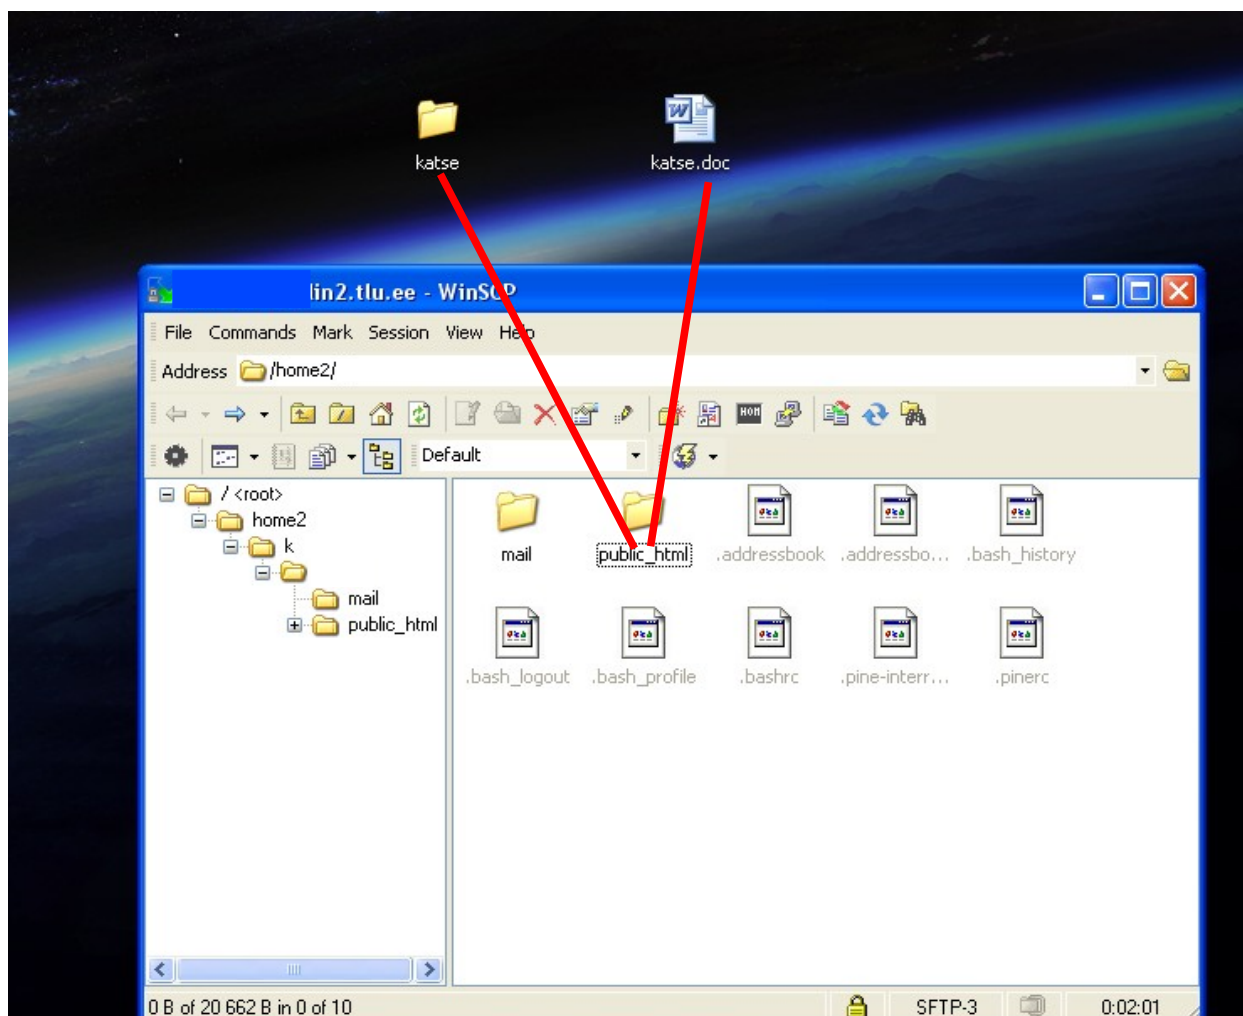 katse
katse.doc
lin2.tlu.ee - WinSCP
File Commands Mark Session View Help
Address /home2/
Default
/ <root>
home2
k
mail
public_html
mail public_html .addressbook .addressbo... .bash_history
.bash_logout .bash_profile .bashrc .pine-interr... .pinerc
0 B of 20 662 B in 0 of 10 SFTP-3 0:02:01